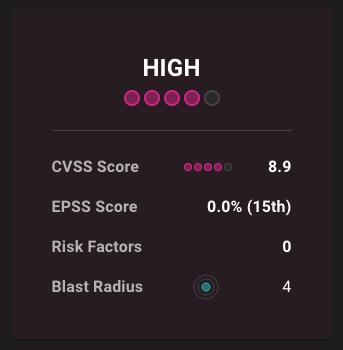 HIGH
CVSS Score 8.9
EPSS Score 0.0% (15th)
Risk Factors 0
Blast Radius 4